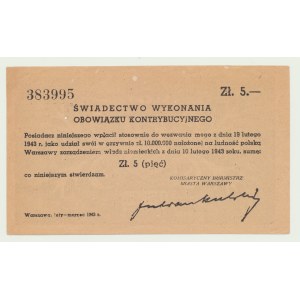 383995
Zł. 5.—
ŚWIADECTWO WYKONANIA
OBOWIĄZKU KONTRYBUCYJNEGO
Posiadacz niniejszego wpłacił stosownie do wezwania mego z dnia 18 lutego
1943 r. jako udział swój w grzywnie zł. 10.000.000 nałożonej na ludność polską
Warszawy zarządzeniem władz niemieckich z dnia 10 lutego 1943 roku, sumę:
Zł. 5 (pięć)
co niniejszym stwierdzam.
KOMISARYCZNY BURMISTRZ
MIASTA WARSZAWY
Warszawa, luty—marzec 1943 r.